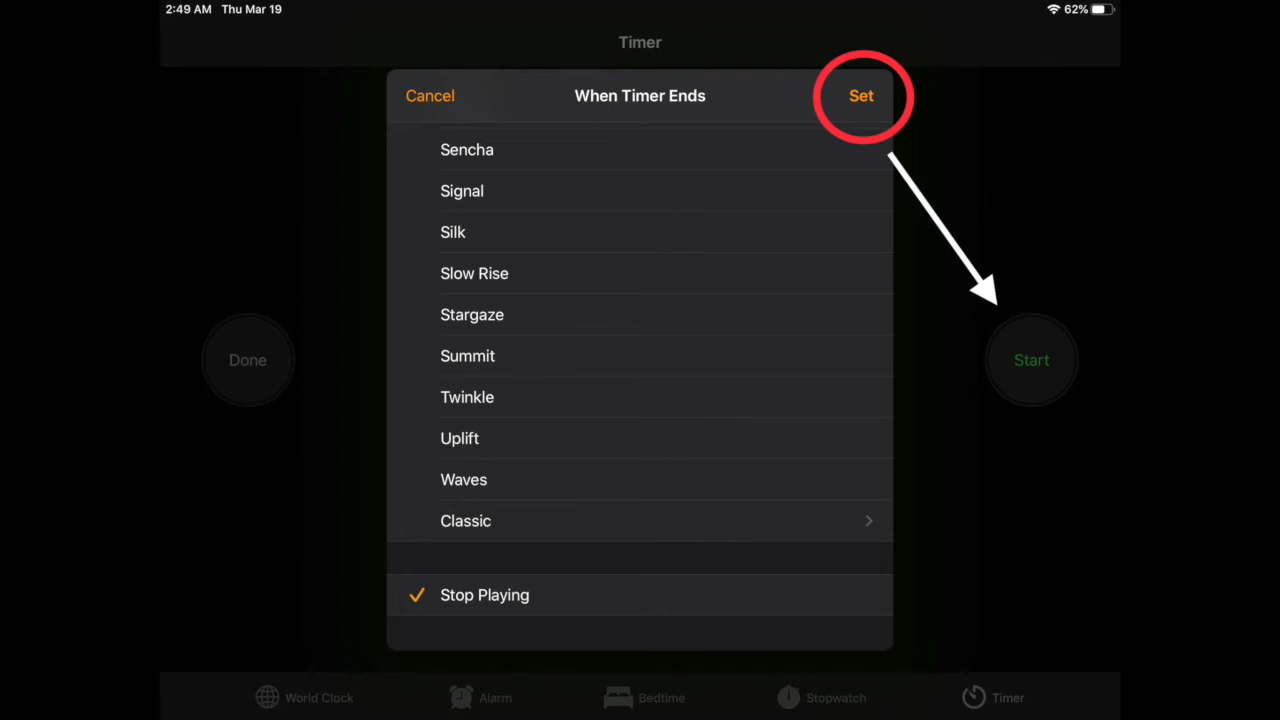 2:49 AM Thu Mar 19
62%
Timer
Cancel When Timer Ends Set
Sencha
Signal
Silk
Slow Rise
Stargaze
Summit
Twinkle
Uplift
Waves
Classic
Stop Playing
Done
Start
World Clock Alarm Bedtime Stopwatch Timer